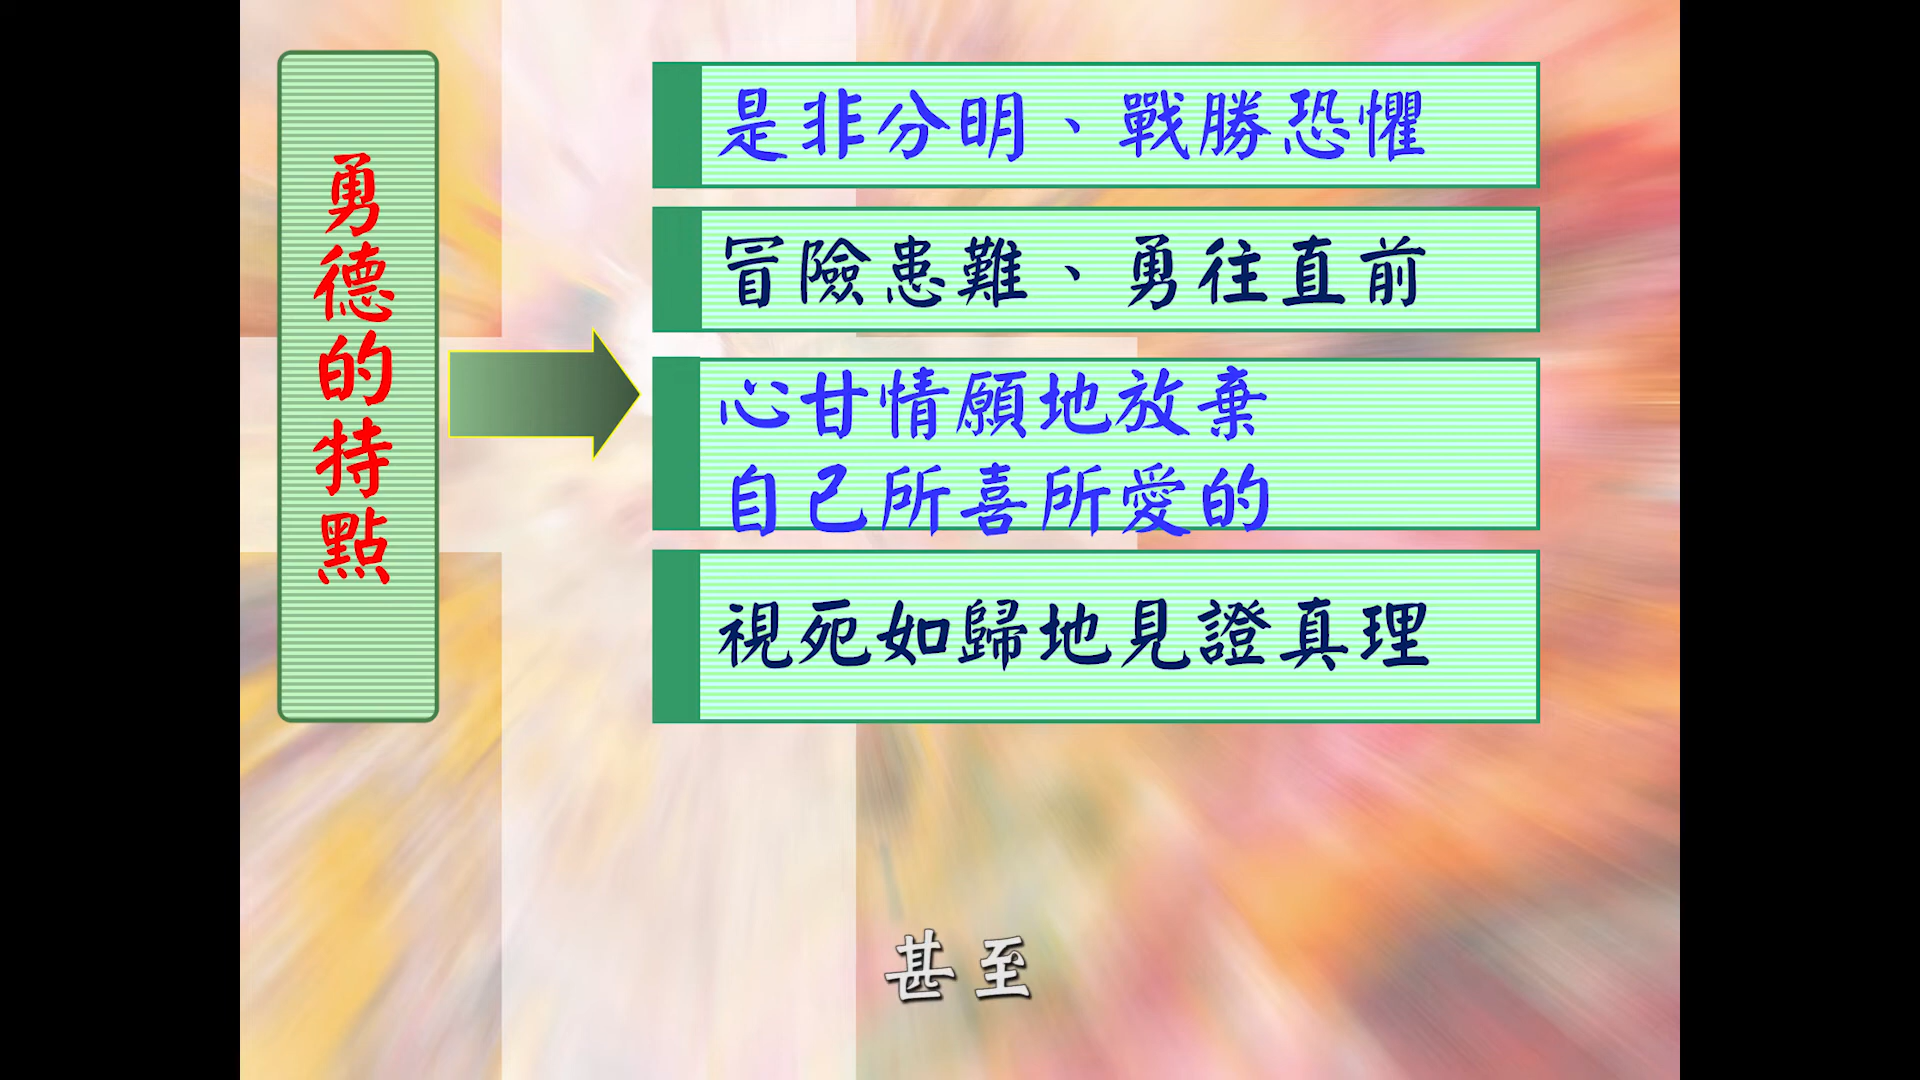 勇德的特點
是非分明、戰勝恐懼
冒險患難、勇往直前
心甘情願地放棄
自己所喜所愛的
視死如歸地見證真理
甚至